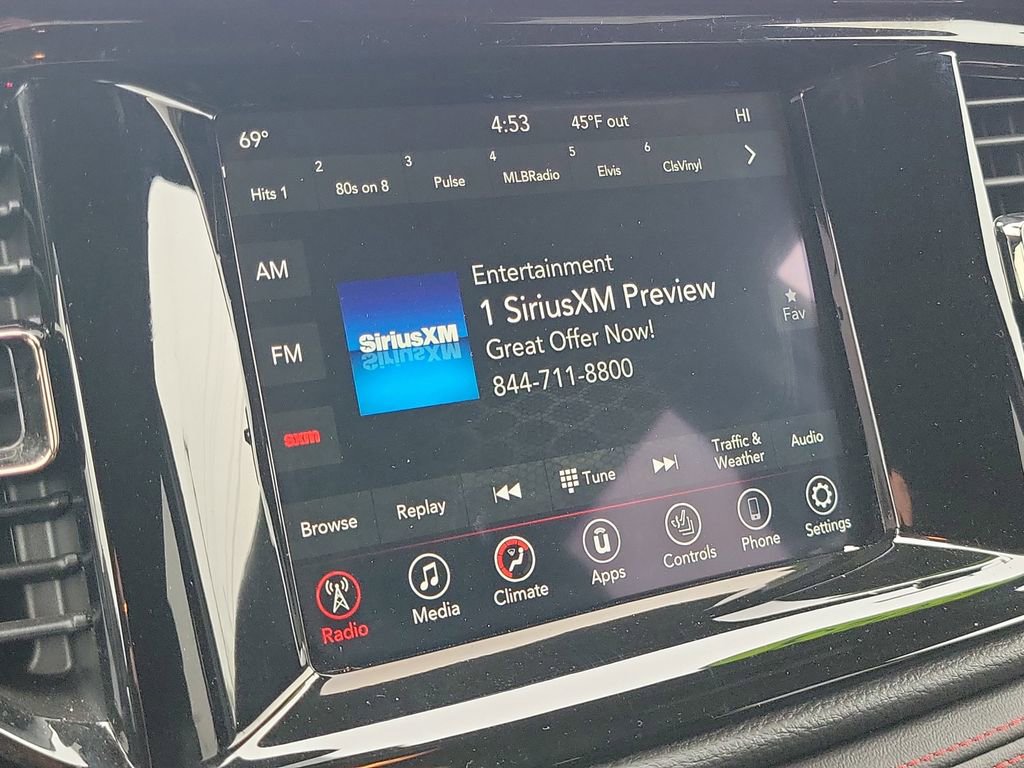 69° 4:53 45°F out HI
1 Hits 1 2 80s on 8 3 Pulse 4 MLBRadio 5 Elvis 6 ClsVinyl
AM
FM
sxm
SiriusXM
Entertainment
1 SiriusXM Preview
Great Offer Now!
844-711-8800
Fav
Browse Replay Tune Traffic & Weather Audio
Radio Media Climate Apps Controls Phone Settings